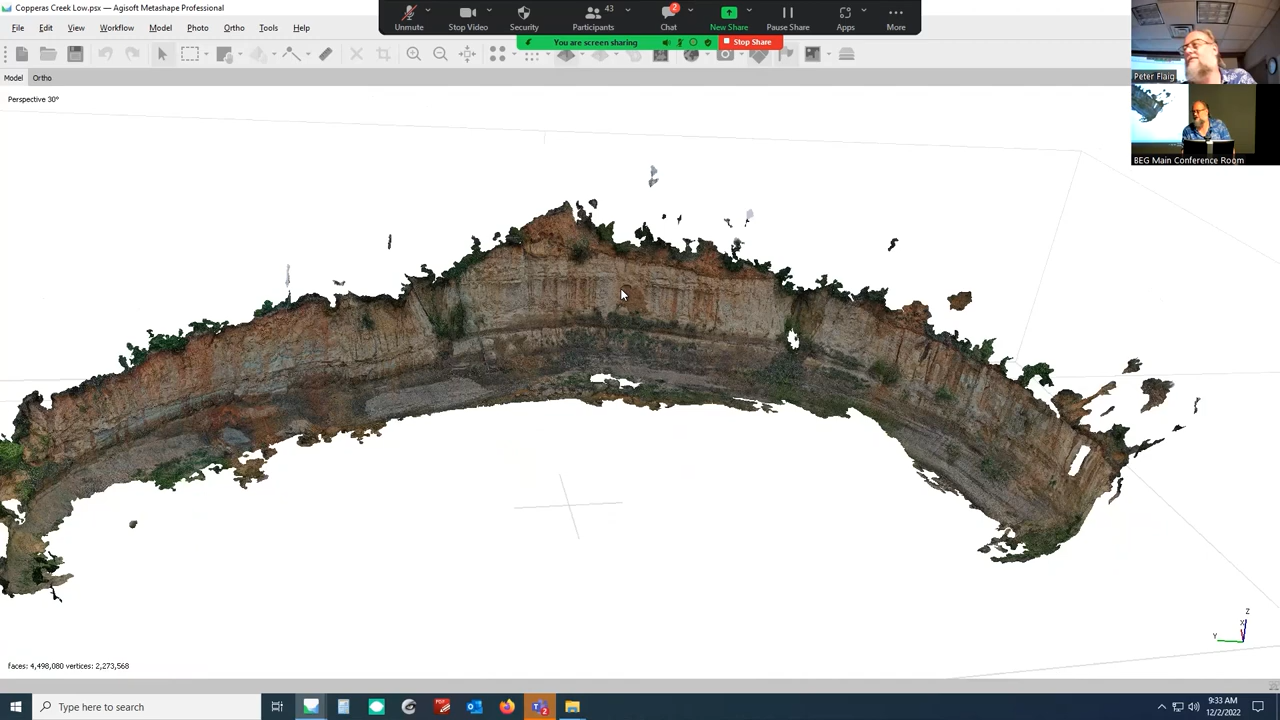 Copperas Creek Low.psx — Agisoft Metashape Professional
Edit View Workflow Model Photo Ortho Tools Help
Unmute Stop Video Security Participants 43 Chat 2 New Share Pause Share Apps More
You are screen sharing Stop Share
Model Ortho
Perspective 30°
Peter Flaig
BEG Main Conference Room
Z
X
Y
faces: 4,498,080 vertices: 2,273,568
Type here to search
9:33 AM
12/2/2022